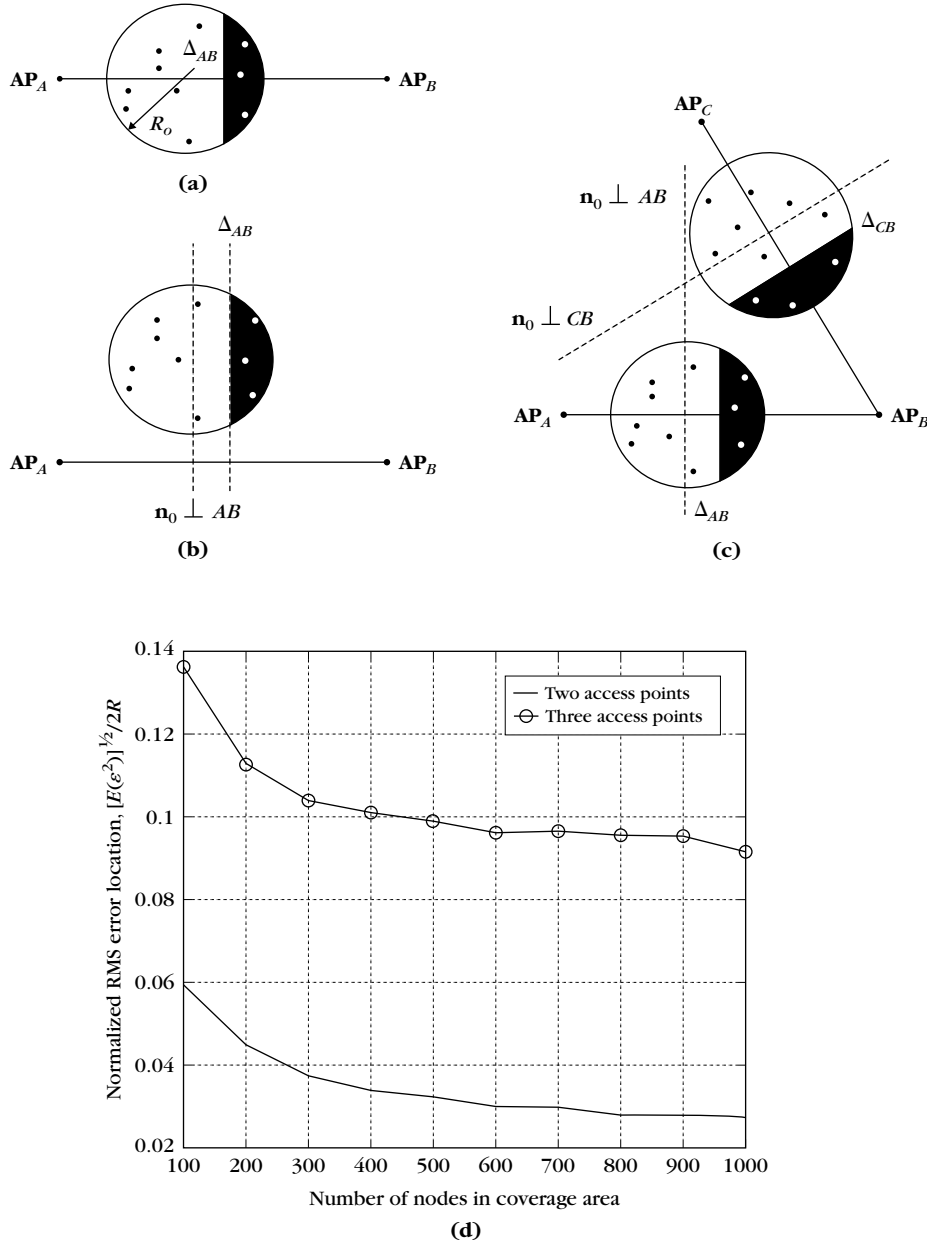 Δ_AB
AP_A
AP_B
R_o
(a)
Δ_AB
AP_A
AP_B
n_0 ⊥ AB
(b)
AP_C
n_0 ⊥ AB
Δ_CB
n_0 ⊥ CB
AP_A
AP_B
Δ_AB
(c)
Normalized RMS error location, [E(ε²)]^½/2R
0.14
0.12
0.1
0.08
0.06
0.04
0.02
Two access points
Three access points
100 200 300 400 500 600 700 800 900 1000
Number of nodes in coverage area
(d)